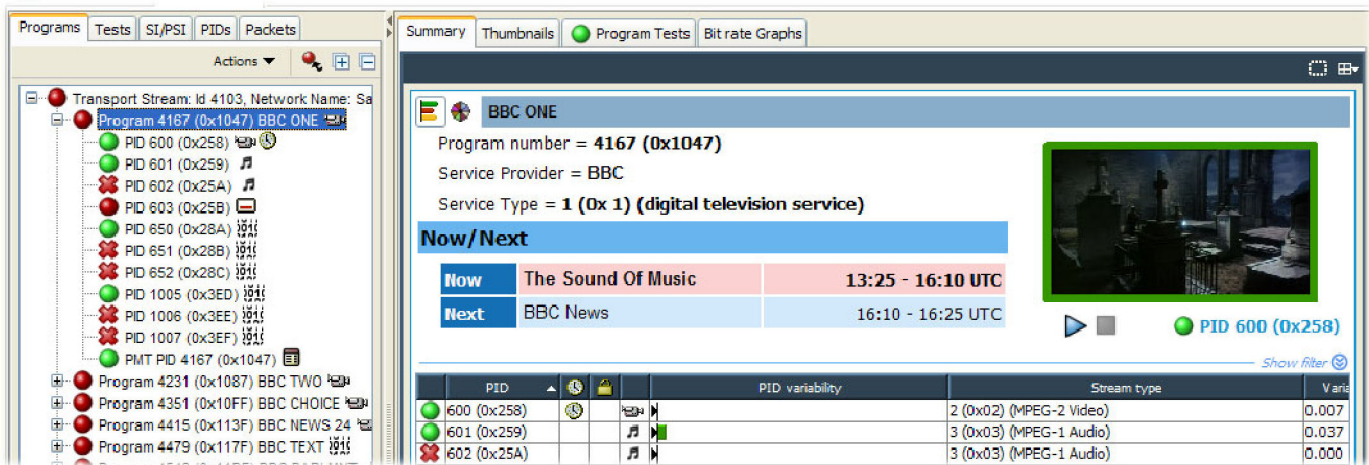 Programs Tests SI/PSI PIDs Packets
Actions
Transport Stream: Id 4103, Network Name: Sa
Program 4167 (0x1047) BBC ONE
PID 600 (0x258)
PID 601 (0x259)
PID 602 (0x25A)
PID 603 (0x25B)
PID 650 (0x28A)
PID 651 (0x28B)
PID 652 (0x28C)
PID 1005 (0x3ED)
PID 1006 (0x3EE)
PID 1007 (0x3EF)
PMT PID 4167 (0x1047)
Program 4231 (0x1087) BBC TWO
Program 4351 (0x10FF) BBC CHOICE
Program 4415 (0x113F) BBC NEWS 24
Program 4479 (0x117F) BBC TEXT
Summary Thumbnails Program Tests Bit rate Graphs
BBC ONE
Program number = 4167 (0x1047)
Service Provider = BBC
Service Type = 1 (0x 1) (digital television service)
Now/Next
Now The Sound Of Music 13:25 - 16:10 UTC
Next BBC News 16:10 - 16:25 UTC
PID 600 (0x258)
Show filter
PID PID variability Stream type Varia
600 (0x258) 2 (0x02) (MPEG-2 Video) 0.007
601 (0x259) 3 (0x03) (MPEG-1 Audio) 0.037
602 (0x25A) 3 (0x03) (MPEG-1 Audio) 0.000